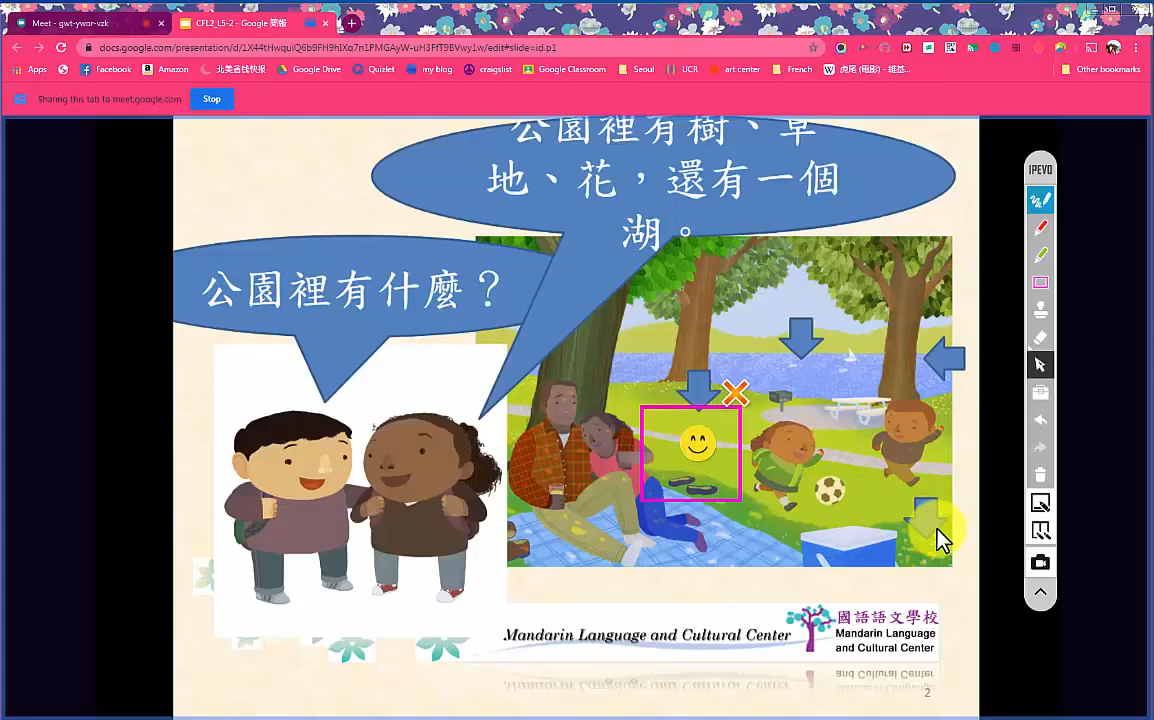 Meet - gwt-ywar-vzk
CFL2_L5-2 - Google 簡報
docs.google.com/presentation/d/1X44tHwquiQ6b9FH9hIXq7n1PMGAyW-uH3FfT9BVwy1w/edit#slide=id.p1
Apps
Facebook
Amazon
北美省钱快报
Google Drive
Quizlet
my blog
craigslist
Google Classroom
Seoul
UCR
art center
French
虎尾 (電影) - 維基...
Other bookmarks
Sharing this tab to meet.google.com
Stop
公園裡有樹、草
地、花，還有一個
湖。
公園裡有什麼？
IPEVO
Mandarin Language and Cultural Center
國語語文學校
Mandarin Language
and Cultural Center
2